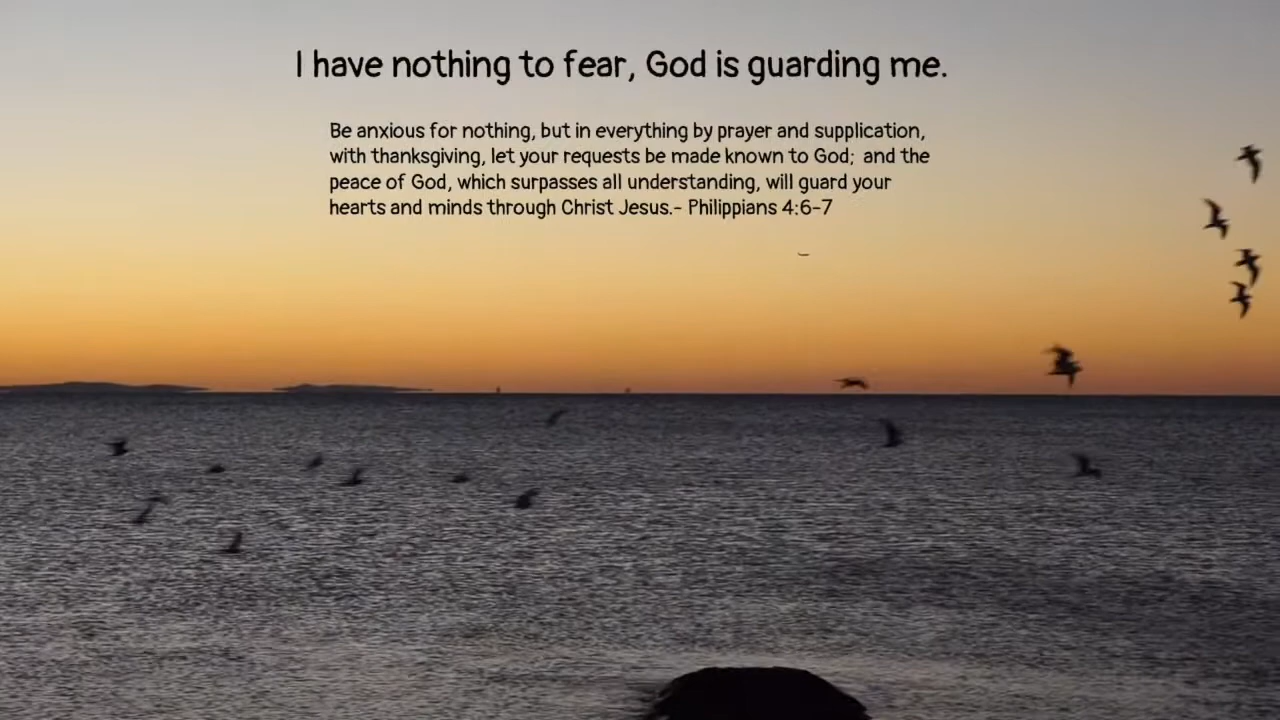 I have nothing to fear, God is guarding me.
Be anxious for nothing, but in everything by prayer and supplication,
with thanksgiving, let your requests be made known to God; and the
peace of God, which surpasses all understanding, will guard your
hearts and minds through Christ Jesus.- Philippians 4:6-7